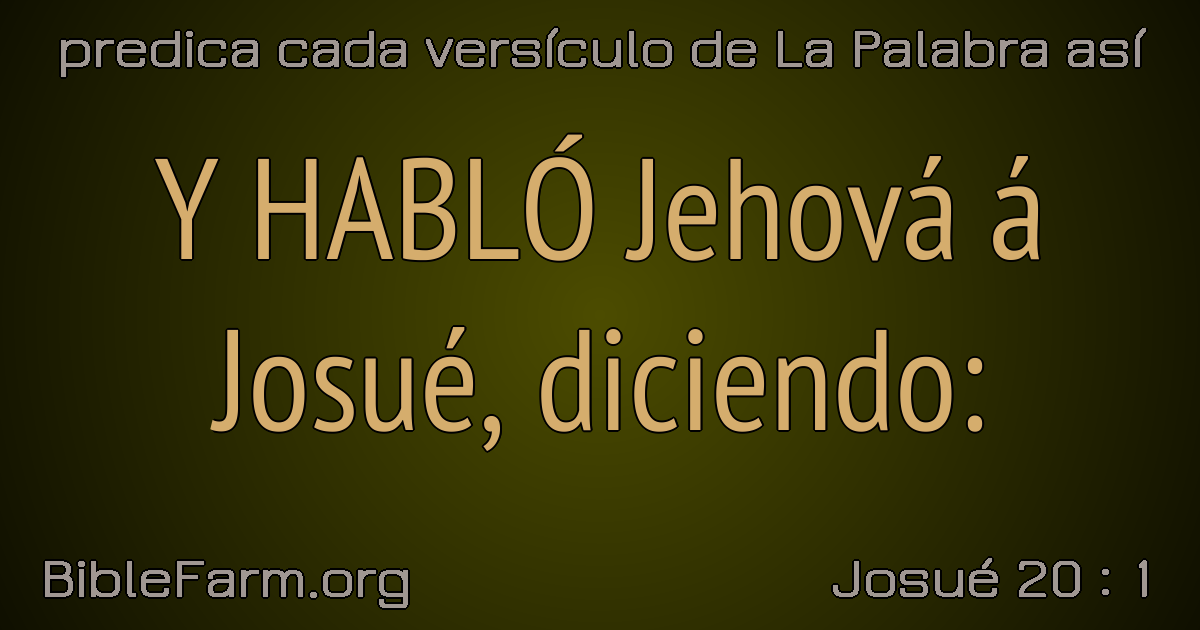 predica cada versículo de La Palabra así
Y HABLÓ Jehová á
Josué, diciendo:
BibleFarm.org
Josué 20 : 1